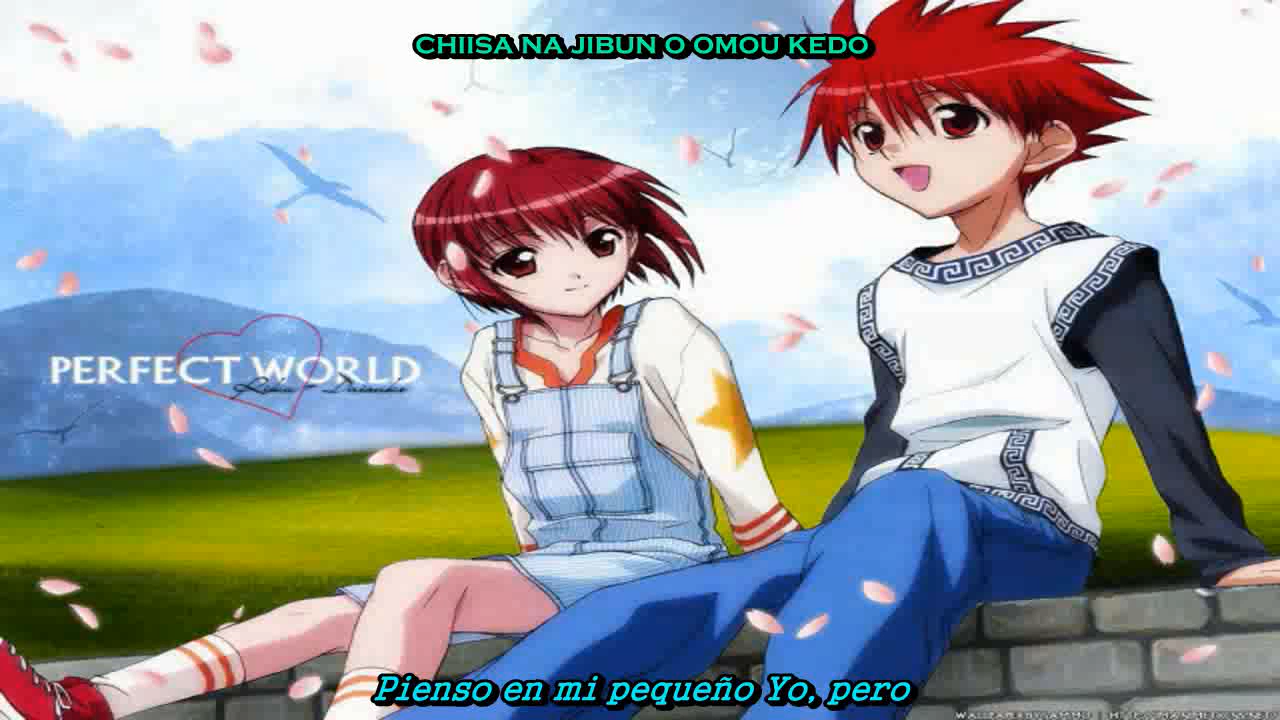 CHIISA NA JIBUN O OMOU KEDO
PERFECT WORLD
Pienso en mi pequeño Yo, pero